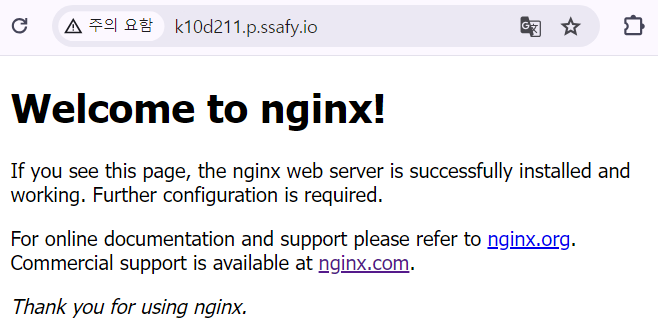 주의 요함 k10d211.p.ssafy.io
Welcome to nginx!
If you see this page, the nginx web server is successfully installed and
working. Further configuration is required.
For online documentation and support please refer to nginx.org.
Commercial support is available at nginx.com.
Thank you for using nginx.